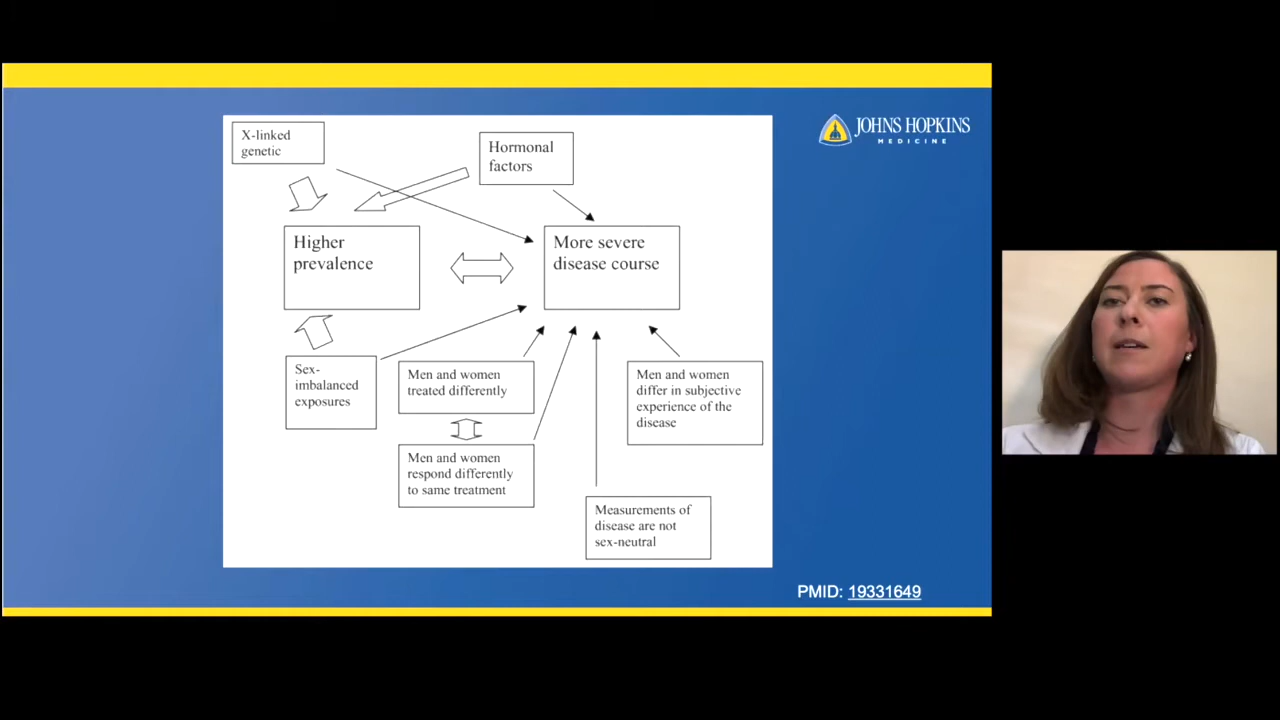 X-linked
genetic
Hormonal
factors
JOHNS HOPKINS
MEDICINE
Higher
prevalence
More severe
disease course
Sex-
imbalanced
exposures
Men and women
treated differently
Men and women
differ in subjective
experience of the
disease
Men and women
respond differently
to same treatment
Measurements of
disease are not
sex-neutral
PMID: 19331649